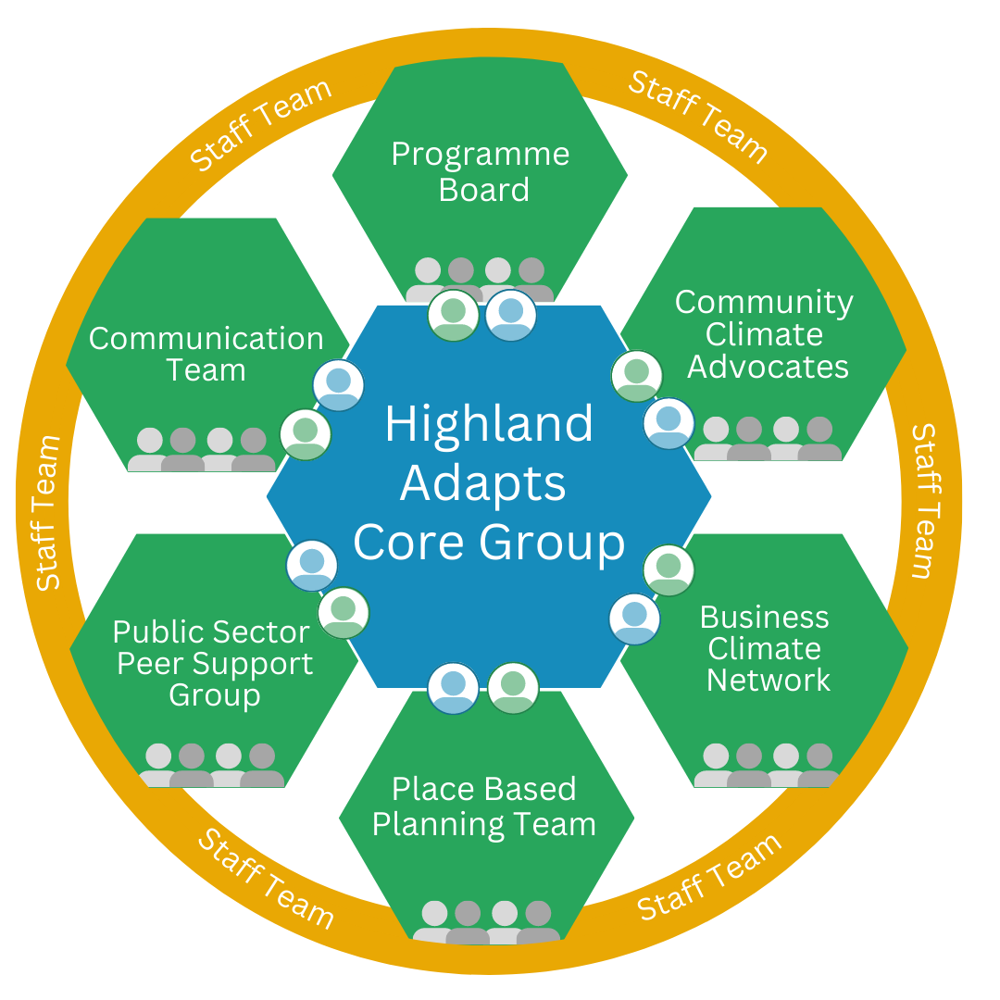 Staff Team
Staff Team
Programme
Board
Communication
Team
Community
Climate
Advocates
Highland
Adapts
Core Group
Staff Team
Staff Team
Public Sector
Peer Support
Group
Business
Climate
Network
Place Based
Planning Team
Staff Team
Staff Team